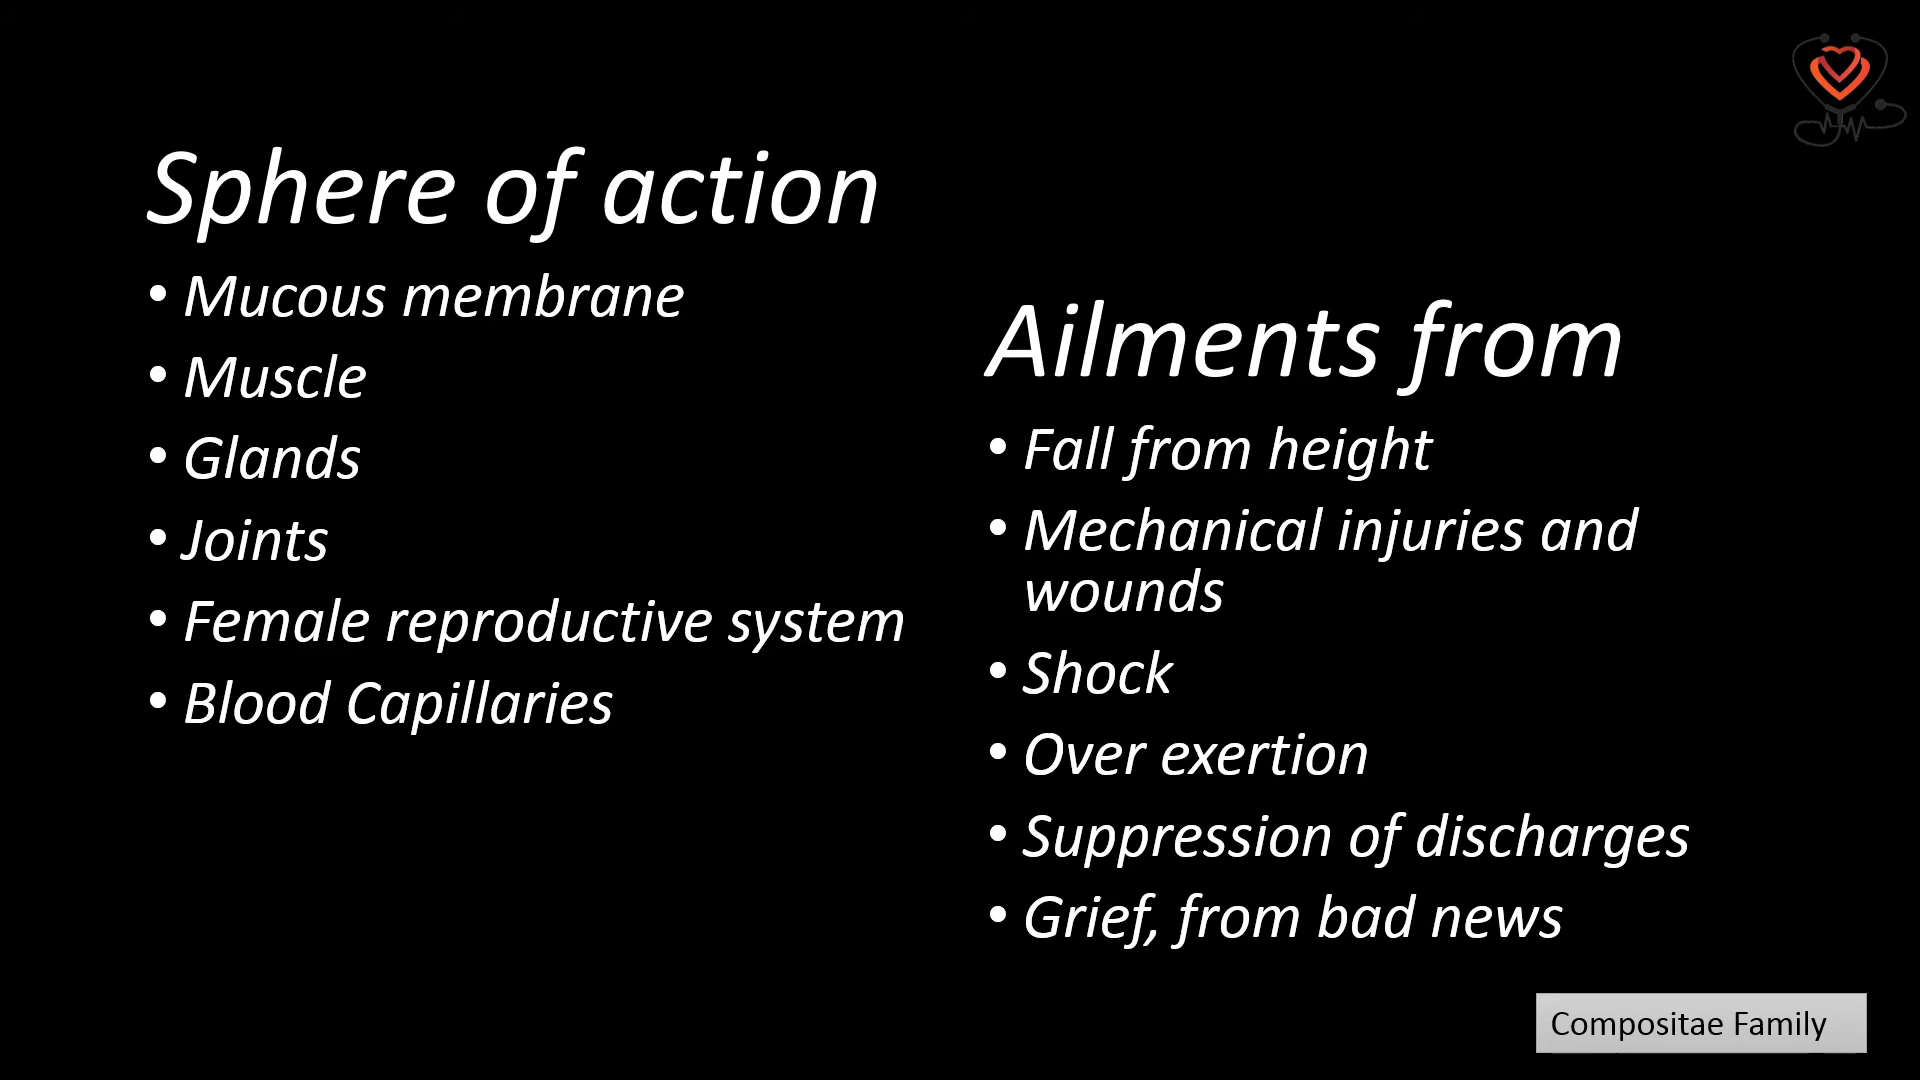 Sphere of action
• Mucous membrane
• Muscle
• Glands
• Joints
• Female reproductive system
• Blood Capillaries
Ailments from
• Fall from height
• Mechanical injuries and
wounds
• Shock
• Over exertion
• Suppression of discharges
• Grief, from bad news
Compositae Family